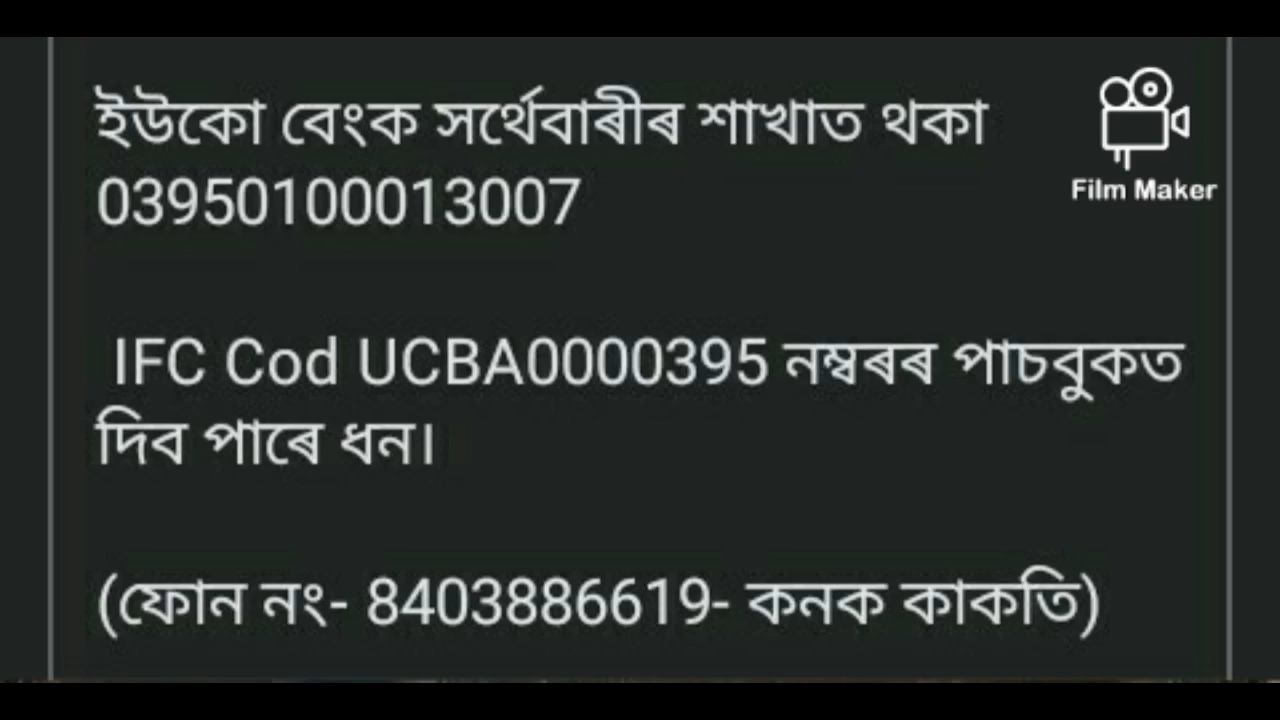 ইউকো বেংক সৰ্থেবাৰীৰ শাখাত থকা
03950100013007
IFC Cod UCBA0000395 নম্বৰৰ পাচবুকত
দিব পাৰে ধন।
(ফোন নং- 8403886619- কনক কাকতি)
Film Maker